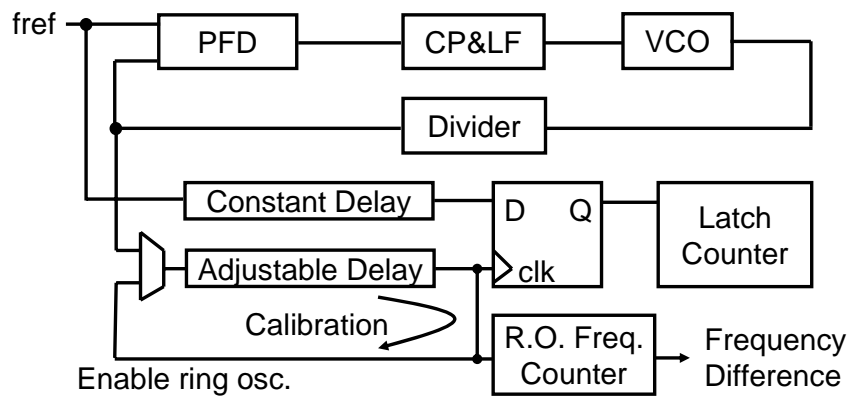 fref
PFD
CP&LF
VCO
Divider
Constant Delay
D
Q
Latch
Counter
Adjustable Delay
clk
Calibration
R.O. Freq.
Counter
Frequency
Difference
Enable ring osc.